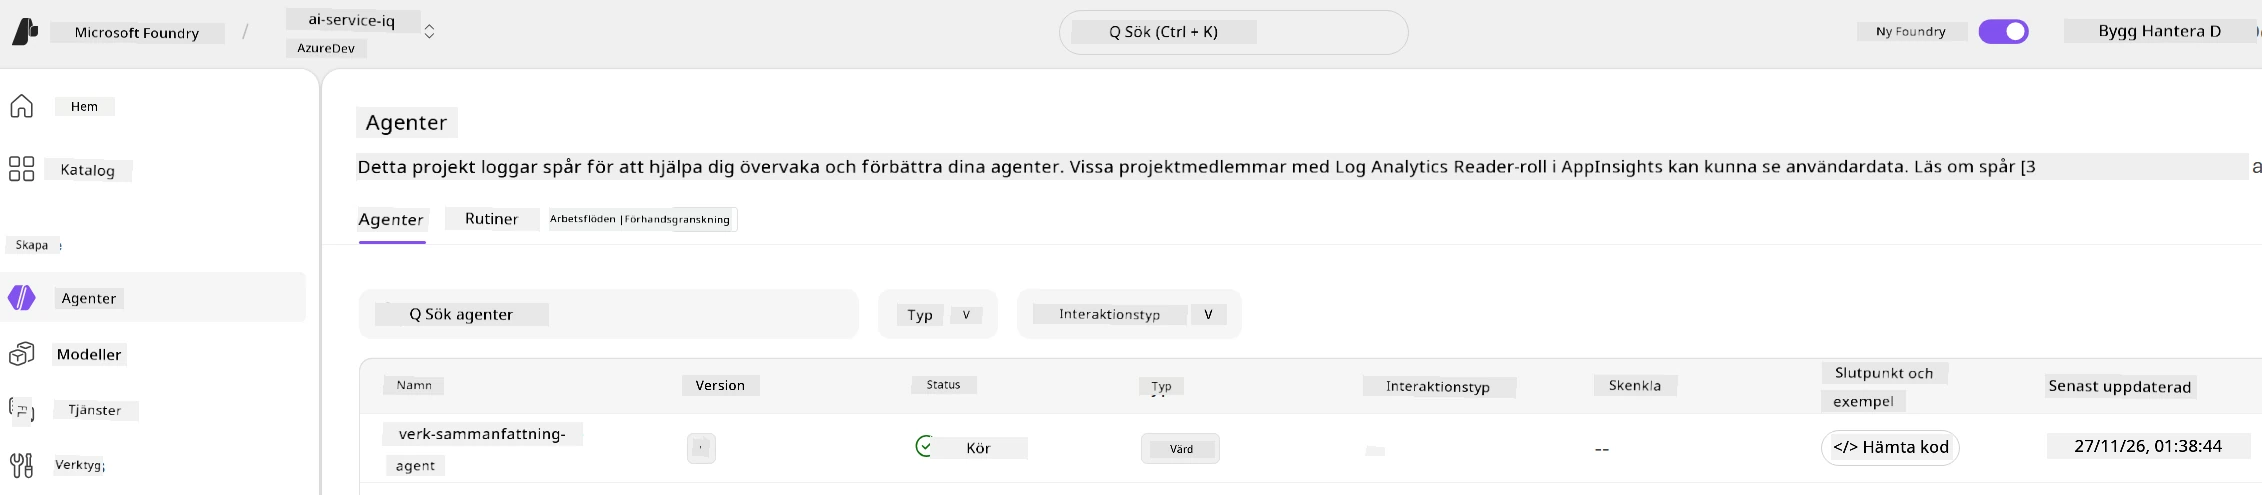 Microsoft Foundry
/
ai-service-iq
AzureDev
Q Sök (Ctrl + K)
Ny Foundry
Bygg Hantera D
Hem
Katalog
Skapa
Agenter
Modeller
Tjänster
Verktyg;
Agenter
Detta projekt loggar spår för att hjälpa dig övervaka och förbättra dina agenter. Vissa projektmedlemmar med Log Analytics Reader-roll i AppInsights kan kunna se användardata. Läs om spår [3
Agenter
Rutiner
Arbetsflöden |Förhandsgranskning
Q Sök agenter
Typ V
Interaktionstyp V
Namn
Version
Status
Typ
Interaktionstyp
Skenkla
Slutpunkt och
exempel
Senast uppdaterad
verk-sammanfattning-
agent
Kör
Värd
--
</> Hämta kod
27/11/26, 01:38:44